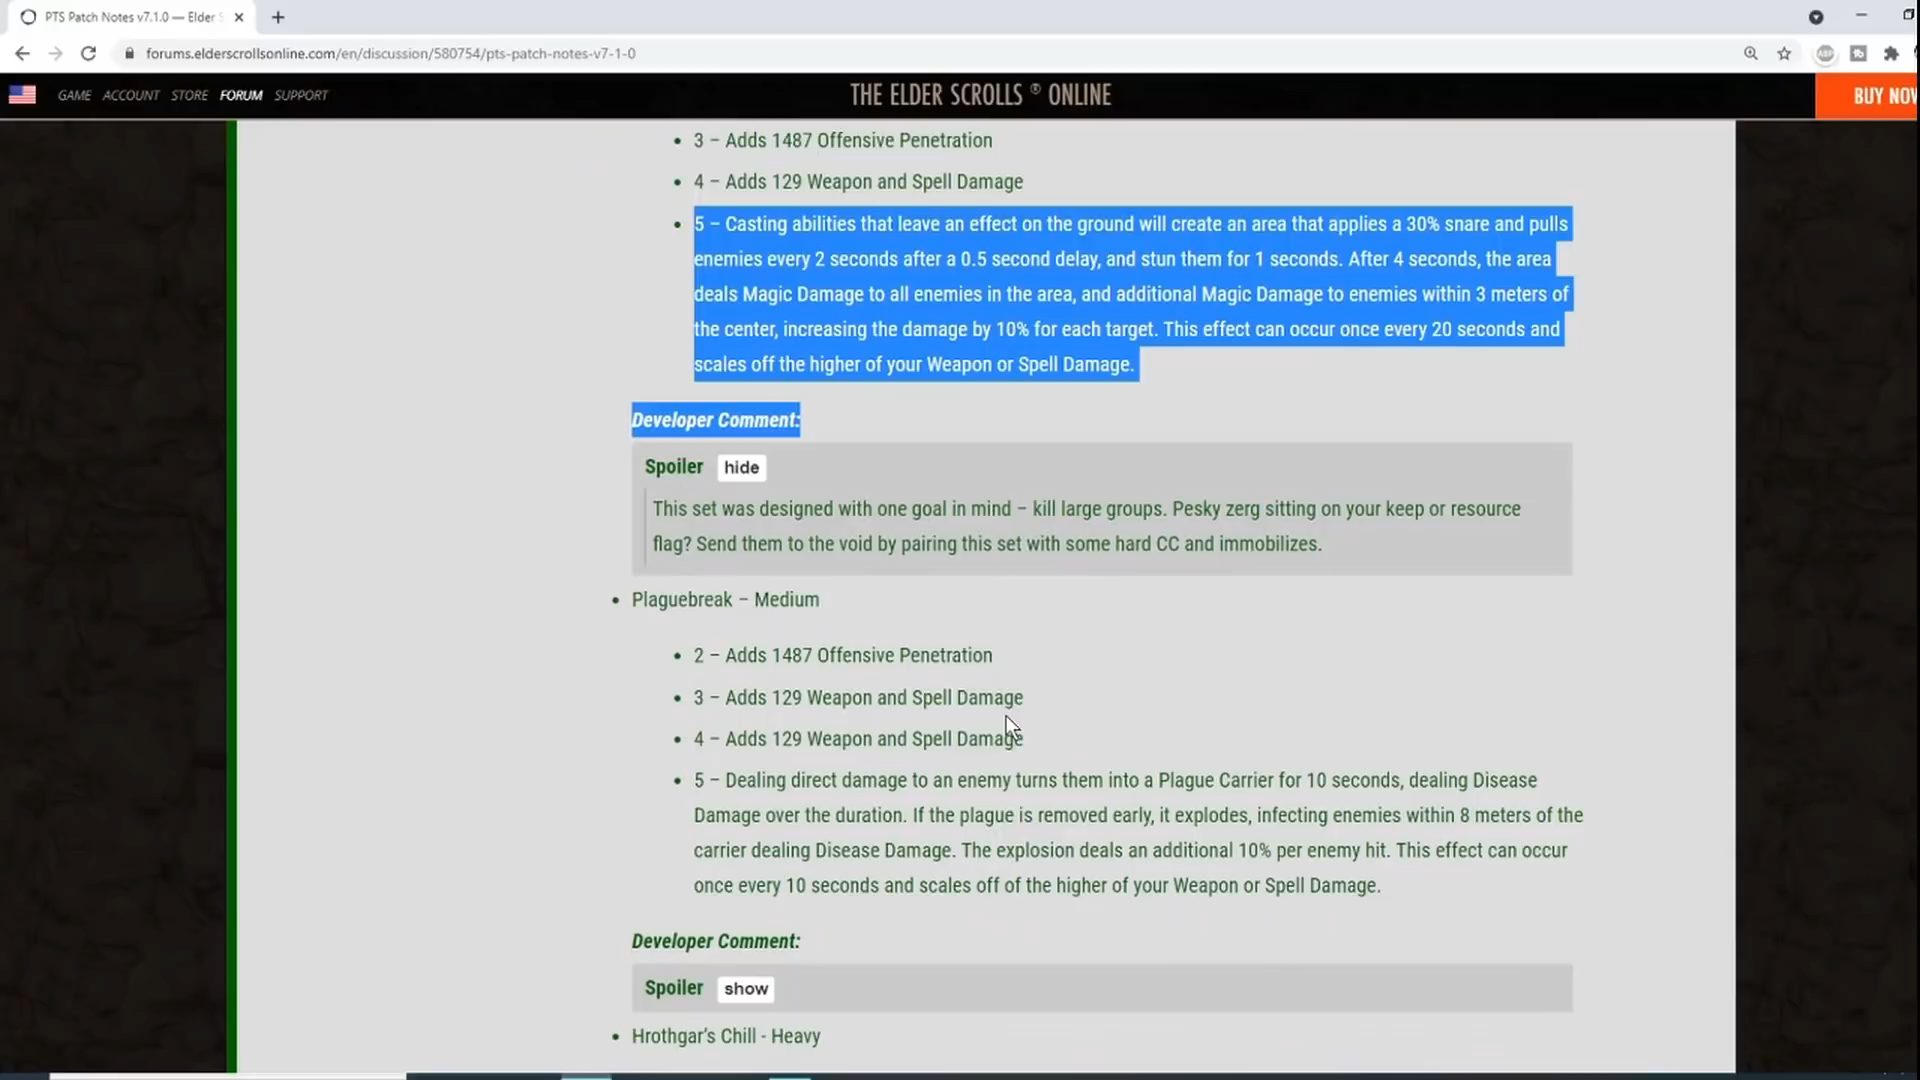 PTS Patch Notes v7.1.0 — Elder S
forums.elderscrollsonline.com/en/discussion/580754/pts-patch-notes-v7-1-0
GAME ACCOUNT STORE FORUM SUPPORT
THE ELDER SCROLLS ® ONLINE
BUY NOW
• 3 – Adds 1487 Offensive Penetration
• 4 – Adds 129 Weapon and Spell Damage
• 5 – Casting abilities that leave an effect on the ground will create an area that applies a 30% snare and pulls
enemies every 2 seconds after a 0.5 second delay, and stun them for 1 seconds. After 4 seconds, the area
deals Magic Damage to all enemies in the area, and additional Magic Damage to enemies within 3 meters of
the center, increasing the damage by 10% for each target. This effect can occur once every 20 seconds and
scales off the higher of your Weapon or Spell Damage.
Developer Comment:
Spoiler hide
This set was designed with one goal in mind – kill large groups. Pesky zerg sitting on your keep or resource
flag? Send them to the void by pairing this set with some hard CC and immobilizes.
• Plaguebreak – Medium
• 2 – Adds 1487 Offensive Penetration
• 3 – Adds 129 Weapon and Spell Damage
• 4 – Adds 129 Weapon and Spell Damage
• 5 – Dealing direct damage to an enemy turns them into a Plague Carrier for 10 seconds, dealing Disease
Damage over the duration. If the plague is removed early, it explodes, infecting enemies within 8 meters of the
carrier dealing Disease Damage. The explosion deals an additional 10% per enemy hit. This effect can occur
once every 10 seconds and scales off of the higher of your Weapon or Spell Damage.
Developer Comment:
Spoiler show
• Hrothgar's Chill - Heavy